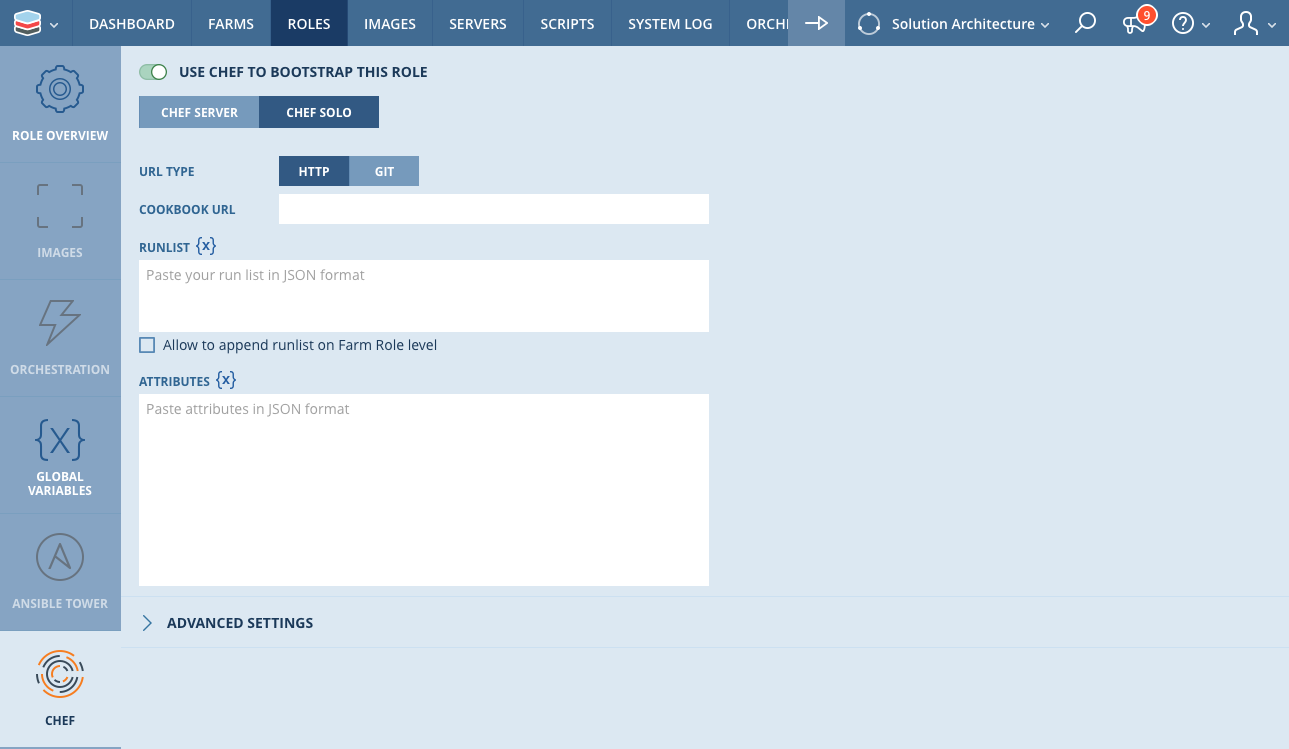 DASHBOARD FARMS ROLES IMAGES SERVERS SCRIPTS SYSTEM LOG ORCH Solution Architecture 9
USE CHEF TO BOOTSTRAP THIS ROLE
CHEF SERVER CHEF SOLO
ROLE OVERVIEW
URL TYPE HTTP GIT
COOKBOOK URL
RUNLIST {x}
Paste your run list in JSON format
IMAGES
Allow to append runlist on Farm Role level
ORCHESTRATION
ATTRIBUTES {x}
Paste attributes in JSON format
{X}
GLOBAL
VARIABLES
ANSIBLE TOWER
ADVANCED SETTINGS
CHEF